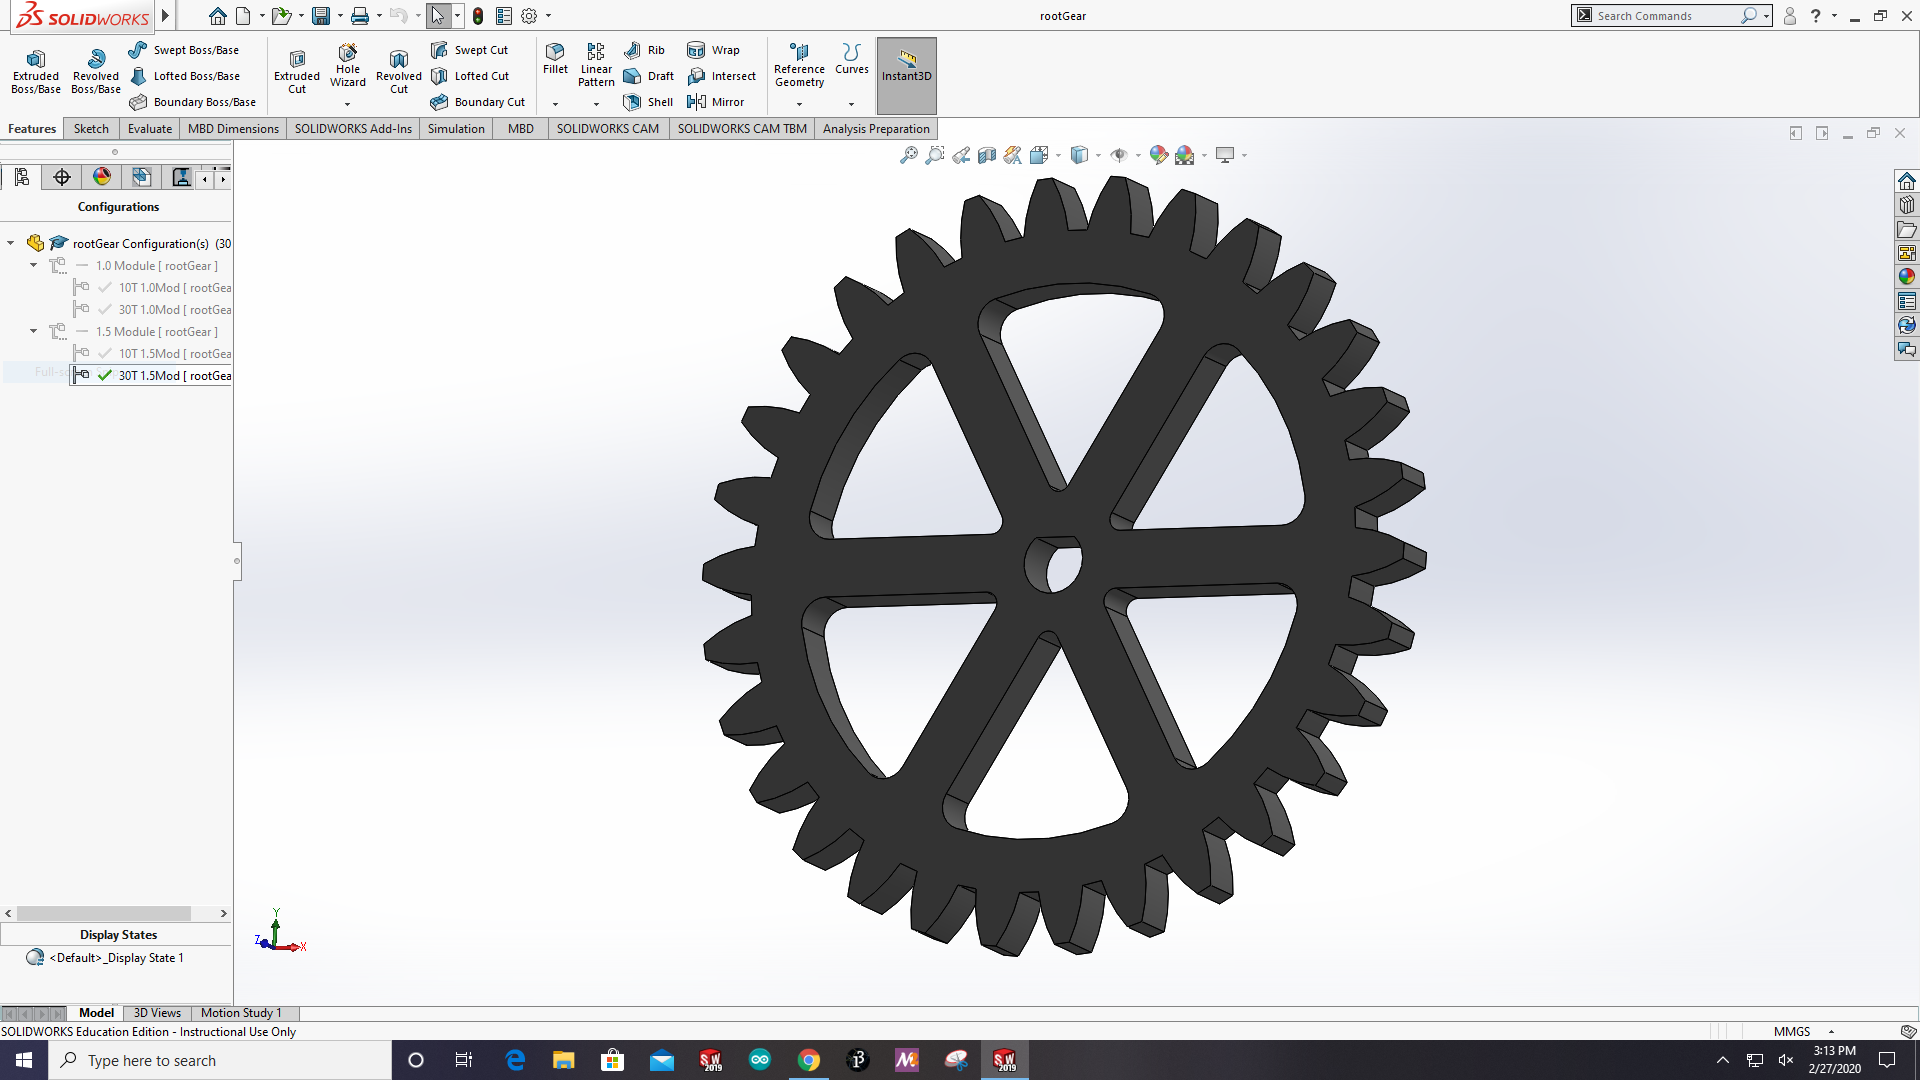 SOLIDWORKS
rootGear
Search Commands
?
Extruded Boss/Base
Revolved Boss/Base
Swept Boss/Base
Lofted Boss/Base
Boundary Boss/Base
Extruded Cut
Hole Wizard
Revolved Cut
Swept Cut
Lofted Cut
Boundary Cut
Fillet
Linear Pattern
Rib
Draft
Shell
Wrap
Intersect
Mirror
Reference Geometry
Curves
Instant3D
Features
Sketch
Evaluate
MBD Dimensions
SOLIDWORKS Add-Ins
Simulation
MBD
SOLIDWORKS CAM
SOLIDWORKS CAM TBM
Analysis Preparation
Configurations
rootGear Configuration(s) (30
1.0 Module [ rootGear ]
10T 1.0Mod [ rootGea
30T 1.0Mod [ rootGea
1.5 Module [ rootGear ]
10T 1.5Mod [ rootGea
30T 1.5Mod [ rootGea
Y
Z
X
Display States
<Default>_Display State 1
Model
3D Views
Motion Study 1
SOLIDWORKS Education Edition - Instructional Use Only
MMGS
Type here to search
SW 2019
SW 2019
3:13 PM
2/27/2020